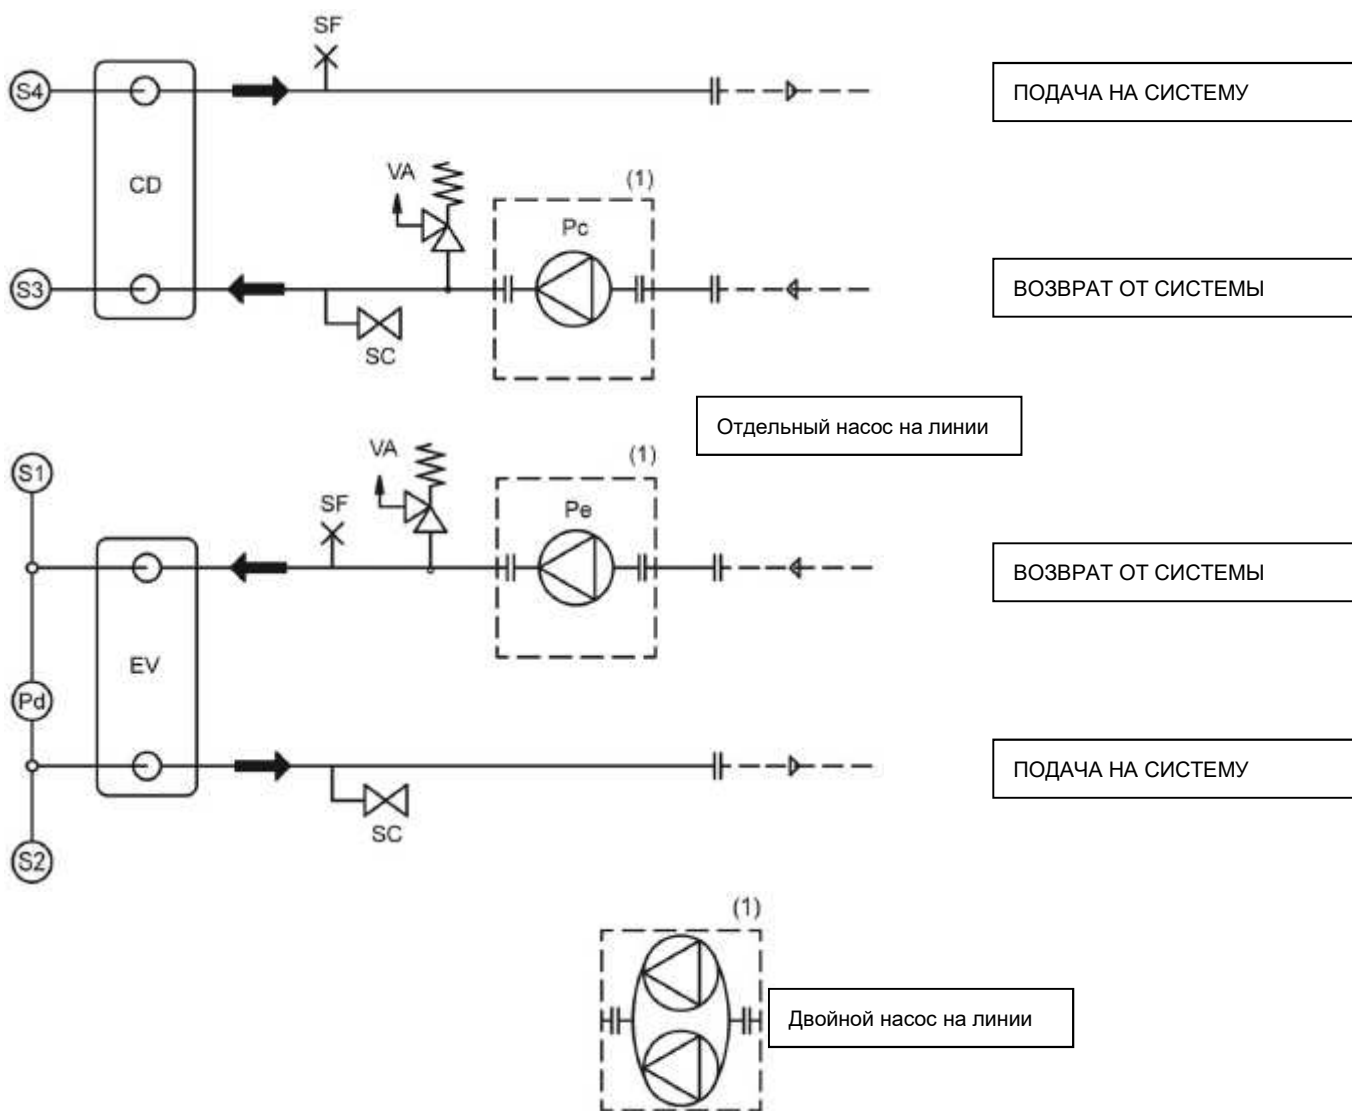 SF
S4
ПОДАЧА НА СИСТЕМУ
VA
(1)
CD
Pc
S3
ВОЗВРАТ ОТ СИСТЕМЫ
SC
Отдельный насос на линии
VA
(1)
S1
SF
Pe
ВОЗВРАТ ОТ СИСТЕМЫ
EV
Pd
ПОДАЧА НА СИСТЕМУ
SC
S2
(1)
Двойной насос на линии